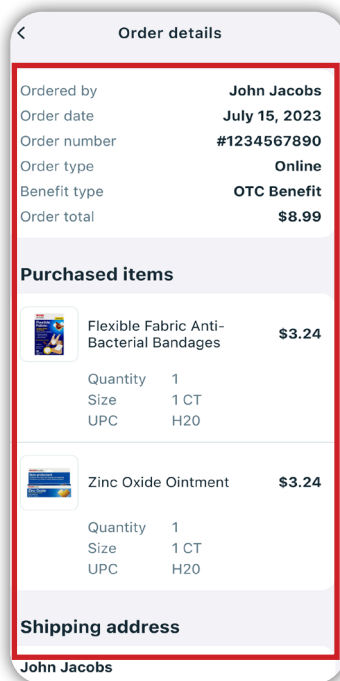 Order details
Ordered by John Jacobs
Order date July 15, 2023
Order number #1234567890
Order type Online
Benefit type OTC Benefit
Order total $8.99
Purchased items
Flexible Fabric Anti-
Bacterial Bandages $3.24
Quantity 1
Size 1 CT
UPC H20
Zinc Oxide Ointment $3.24
Quantity 1
Size 1 CT
UPC H20
Shipping address
John Jacobs